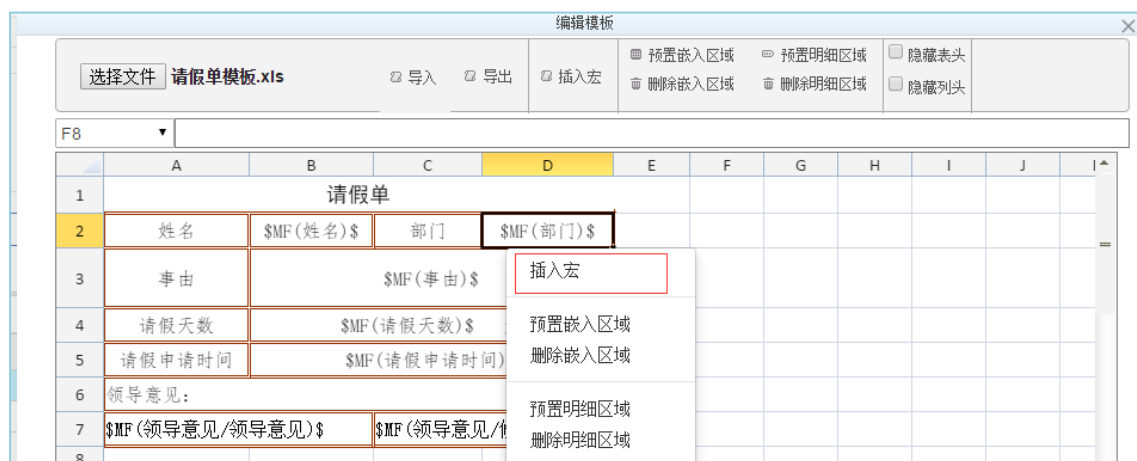 编辑模板
选择文件 请假单模板.xls 导入 导出 插入宏 预置嵌入区域 预置明细区域 隐藏表头
删除嵌入区域 删除明细区域 隐藏列头
F8
A B C D E F G H I J
1 请假单
2 姓名 $MF(姓名)$ 部门 $MF(部门)$
3 事由 $MF(事由)$
插入宏
4 请假天数 $MF(请假天数)$
预置嵌入区域
5 请假申请时间 $MF(请假申请时间)
删除嵌入区域
6 领导意见:
预置明细区域
7 $MF(领导意见/领导意见)$ $MF(领导意见/
删除明细区域
8